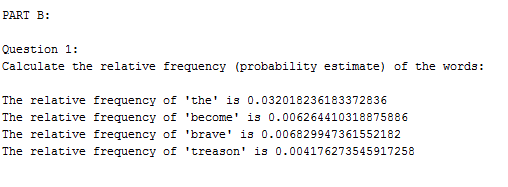 PART B:
Question 1:
Calculate the relative frequency (probability estimate) of the words:
The relative frequency of 'the' is 0.032018236183372836
The relative frequency of 'become' is 0.006264410318875886
The relative frequency of 'brave' is 0.006829947361552182
The relative frequency of 'treason' is 0.004176273545917258